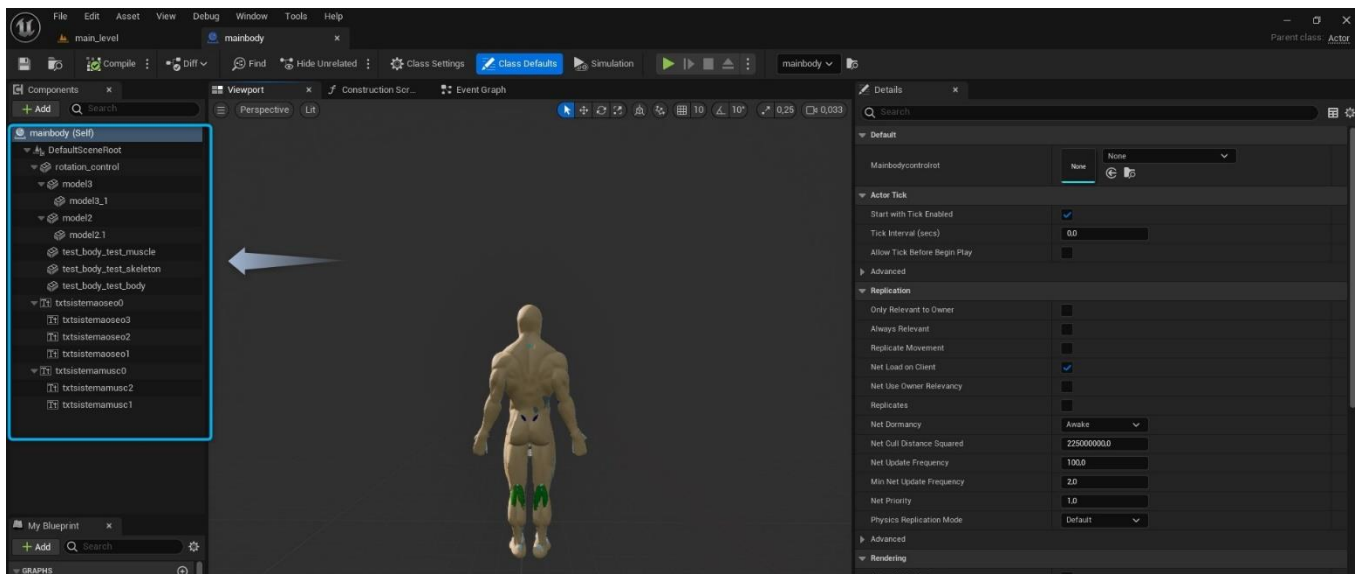 File Edit Asset View Debug Window Tools Help
main_level
mainbody
Parent class: Actor
Compile
Diff
Find
Hide Unrelated
Class Settings
Class Defaults
Simulation
mainbody
Components
Viewport
Construction Scr...
Event Graph
Details
+ Add
Search
Perspective
Lit
10
10°
0,25
0,033
Search
mainbody (Self)
DefaultSceneRoot
rotation_control
model3
model3_1
model2
model2.1
test_body_test_muscle
test_body_test_skeleton
test_body_test_body
txtsistemaoseo0
txtsistemaoseo3
txtsistemaoseo2
txtsistemaoseo1
txtsistemamusc0
txtsistemamusc2
txtsistemamusc1
My Blueprint
+ Add
Search
GRAPHS
Default
Mainbodycontrolrot
None
None
Actor Tick
Start with Tick Enabled
Tick Interval (secs)
0,0
Allow Tick Before Begin Play
Advanced
Replication
Only Relevant to Owner
Always Relevant
Replicate Movement
Net Load on Client
Net Use Owner Relevancy
Replicates
Net Dormancy
Awake
Net Cull Distance Squared
225000000,0
Net Update Frequency
100,0
Min Net Update Frequency
2,0
Net Priority
1,0
Physics Replication Mode
Default
Advanced
Rendering